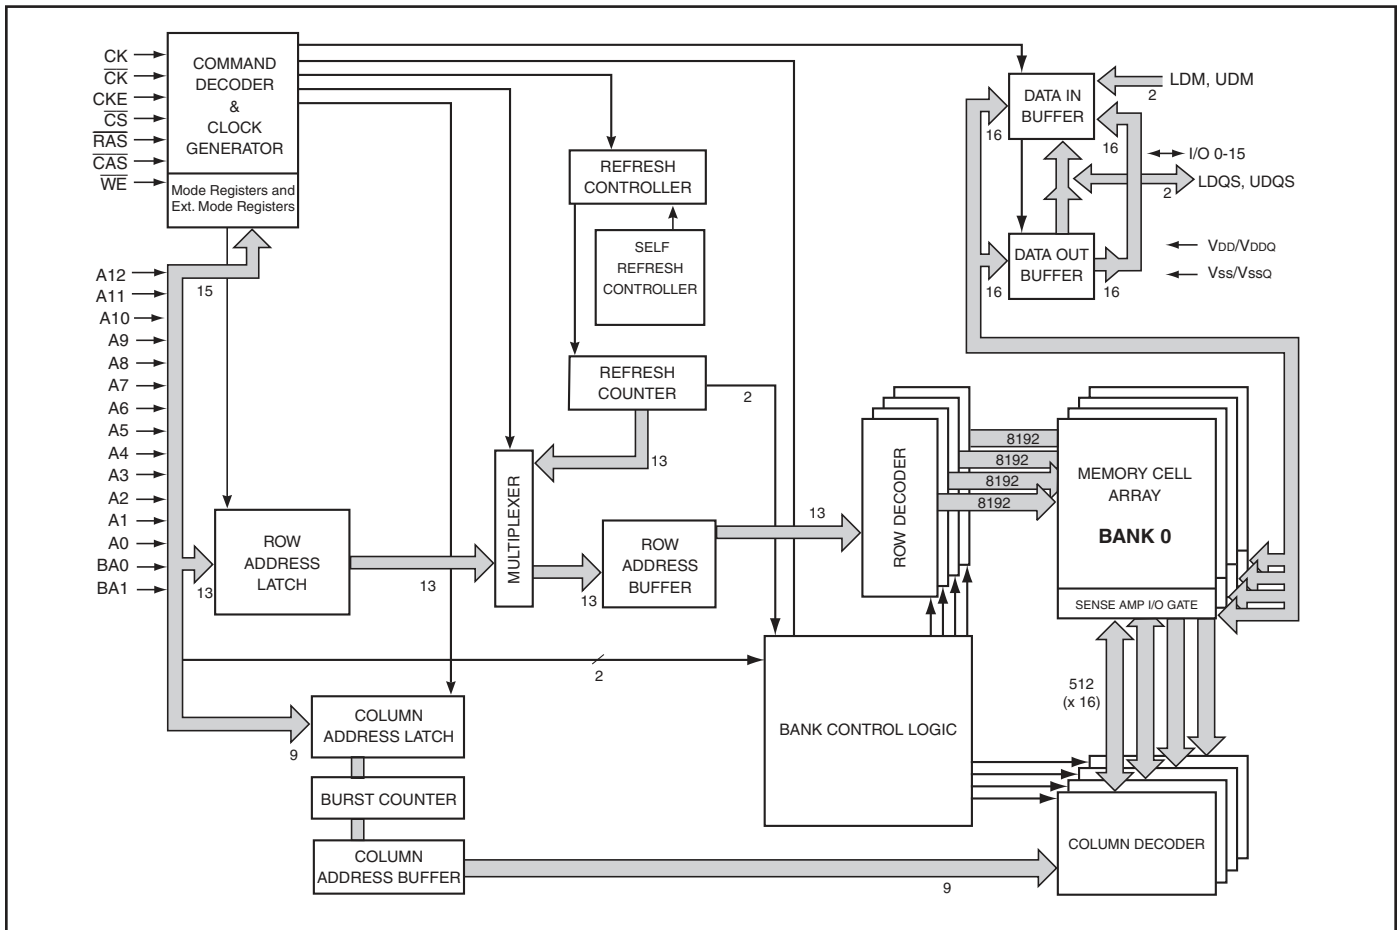 CK
CK
CKE
CS
RAS
CAS
WE
COMMAND
DECODER
&
CLOCK
GENERATOR
Mode Registers and
Ext. Mode Registers
A12
A11
A10
A9
A8
A7
A6
A5
A4
A3
A2
A1
A0
BA0
BA1
15
13
ROW
ADDRESS
LATCH
13
MULTIPLEXER
13
REFRESH
CONTROLLER
SELF
REFRESH
CONTROLLER
REFRESH
COUNTER
2
13
ROW
ADDRESS
BUFFER
13
ROW DECODER
8192
8192
8192
8192
MEMORY CELL
ARRAY
BANK 0
SENSE AMP I/O GATE
DATA IN
BUFFER
2
LDM, UDM
16
16
I/O 0-15
LDQS, UDQS
2
DATA OUT
BUFFER
16
16
VDD/VDDQ
Vss/VssQ
2
BANK CONTROL LOGIC
512
(x 16)
9
COLUMN
ADDRESS LATCH
BURST COUNTER
COLUMN
ADDRESS BUFFER
9
COLUMN DECODER